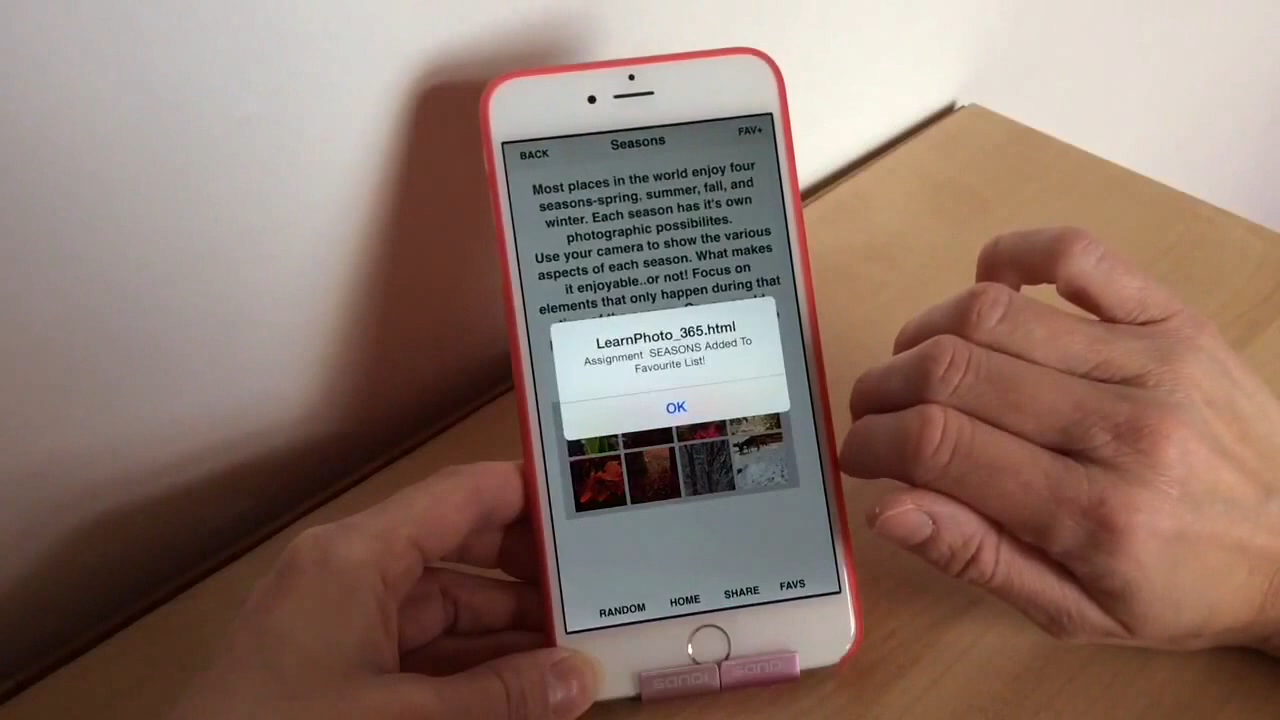 BACK
Seasons
FAV+
Most places in the world enjoy four
seasons-spring, summer, fall, and
winter. Each season has it's own
photographic possibilites.
Use your camera to show the various
aspects of each season. What makes
it enjoyable..or not! Focus on
elements that only happen during that
LearnPhoto_365.html
Assignment SEASONS Added To
Favourite List!
OK
RANDOM
HOME
SHARE
FAVS